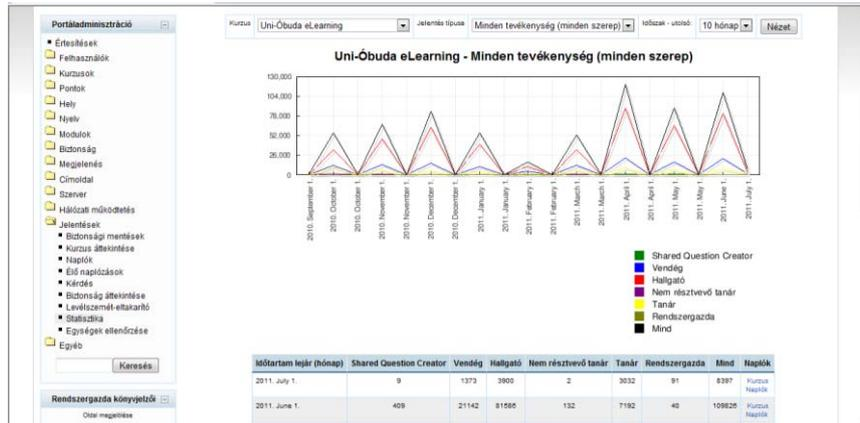 Portáladminisztráció
Értesítések
Felhasználók
Kurzusok
Pontok
Hely
Nyelv
Modulok
Biztonság
Megjelenés
Címoldal
Szerver
Hálózati működtetés
Jelentések
Biztonsági mentések
Kurzus áttekintése
Naplók
Élő naplózások
Kérdés
Biztonság áttekintése
Levélszemét-eltakarító
Statisztika
Egységek ellenőrzése
Egyéb
Keresés
Rendszergazda könyvjelzői
Oldal megjelölése
Kurzus Uni-Óbuda eLearning Jelentés típusa Minden tevékenység (minden szerep) Időszak - utolsó: 10 hónap Nézet
Uni-Óbuda eLearning - Minden tevékenység (minden szerep)
130,000
104,000
78,000
52,000
26,000
0
2010. September 1.
2010. October 1.
2010. October 1.
2010. November 1.
2010. November 1.
2010. December 1.
2010. December 1.
2011. January 1.
2011. January 1.
2011. February 1.
2011. February 1.
2011. March 1.
2011. March 1.
2011. April 1.
2011. April 1.
2011. May 1.
2011. May 1.
2011. June 1.
2011. July 1.
Shared Question Creator
Vendég
Hallgató
Nem résztvevő tanár
Tanár
Rendszergazda
Mind
Időtartam lejár (hónap) Shared Question Creator Vendég Hallgató Nem résztvevő tanár Tanár Rendszergazda Mind Naplók
2011. July 1. 9 1373 3900 2 3032 91 8397 Kurzus Naplók
2011. June 1. 409 21142 81586 132 7192 40 109826 Kurzus Naplók